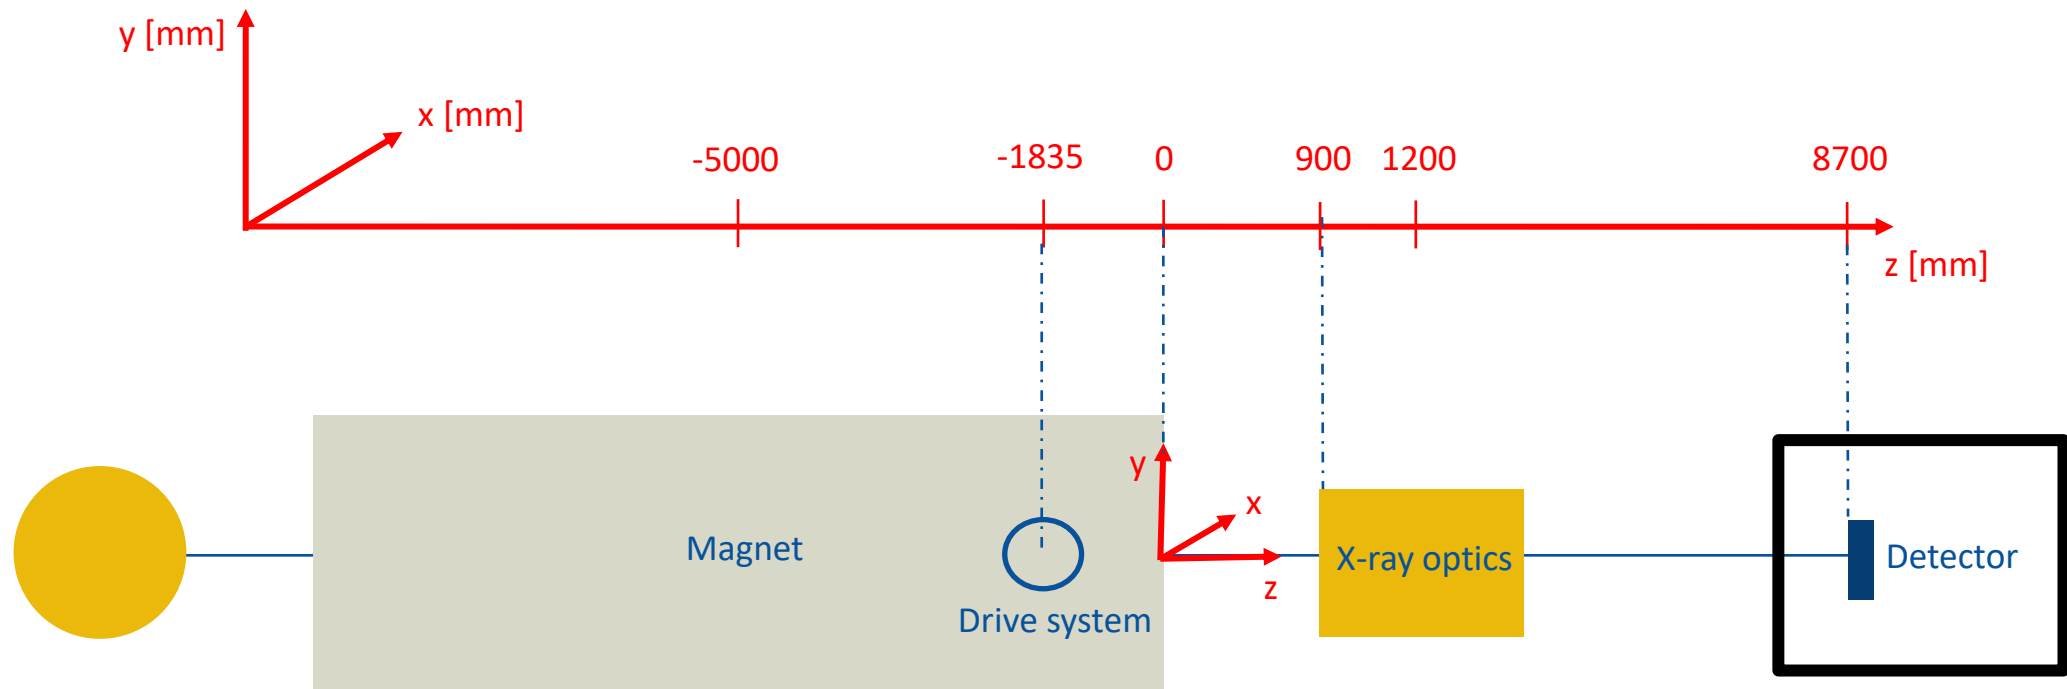 y [mm]
x [mm]
-5000
-1835
0
900
1200
8700
z [mm]
y
x
z
Magnet
Drive system
X-ray optics
Detector